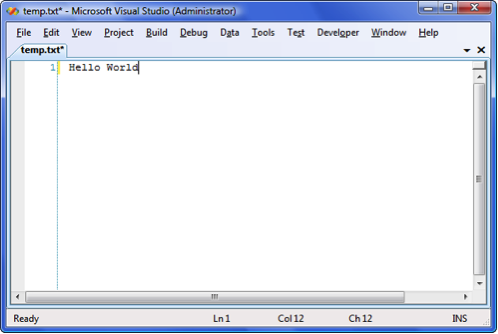 temp.txt* - Microsoft Visual Studio (Administrator)
File Edit View Project Build Debug Data Tools Test Developer Window Help
temp.txt*
1 Hello World
Ready Ln 1 Col 12 Ch 12 INS